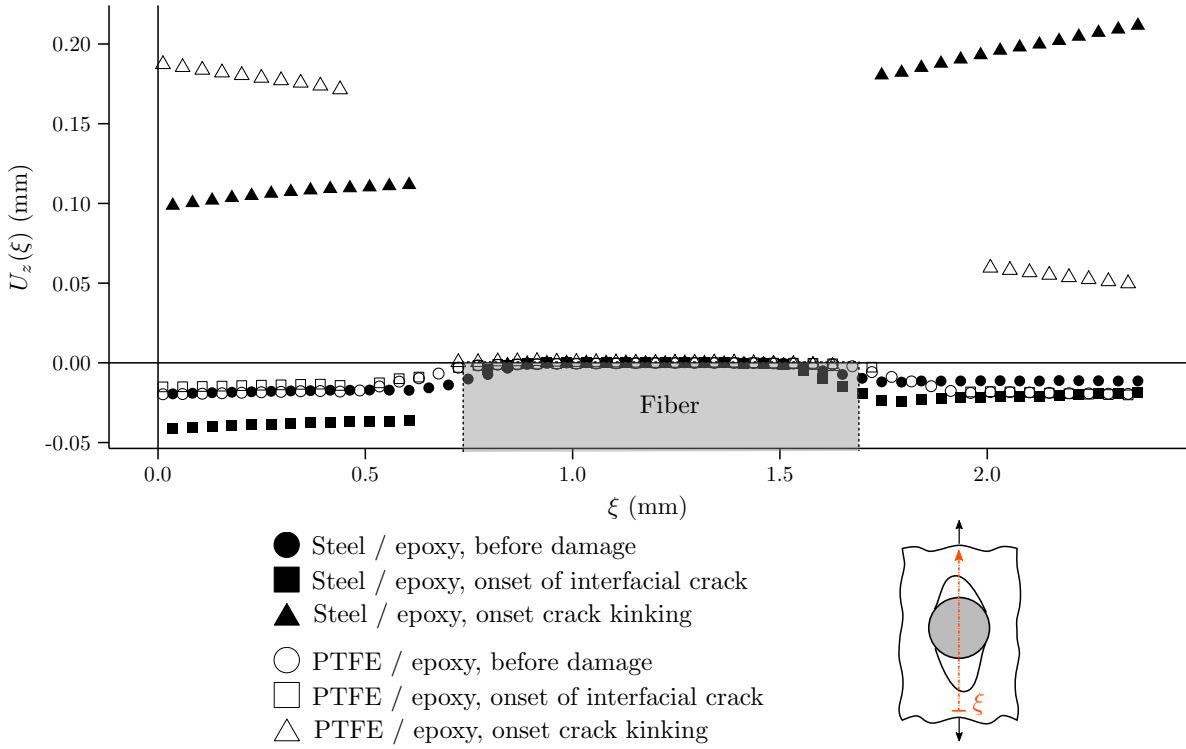 0.20
0.15
0.10
0.05
0.00
-0.05
U_z(ξ) (mm)
Fiber
0.0 0.5 1.0 1.5 2.0
ξ (mm)
Steel / epoxy, before damage
Steel / epoxy, onset of interfacial crack
Steel / epoxy, onset crack kinking
PTFE / epoxy, before damage
PTFE / epoxy, onset of interfacial crack
PTFE / epoxy, onset crack kinking
ξ